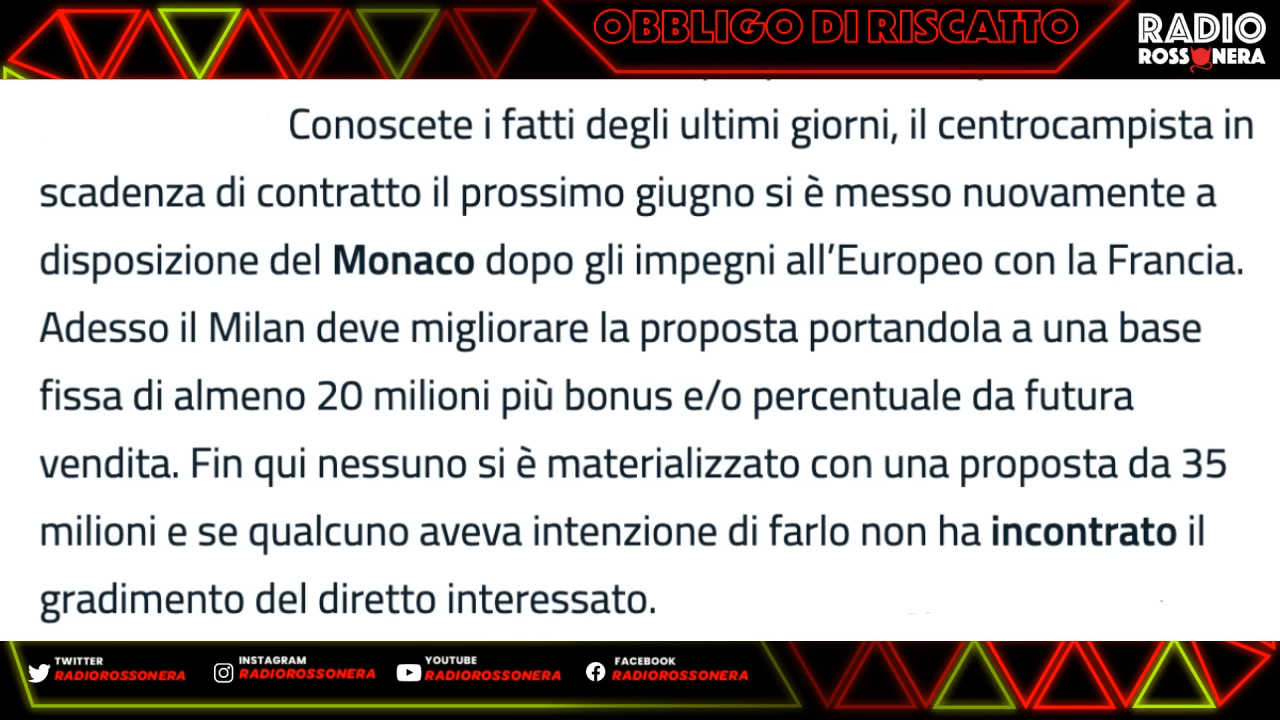 OBBLIGO DI RISCATTO
RADIO
ROSSONERA
Conoscete i fatti degli ultimi giorni, il centrocampista in
scadenza di contratto il prossimo giugno si è messo nuovamente a
disposizione del Monaco dopo gli impegni all’Europeo con la Francia.
Adesso il Milan deve migliorare la proposta portandola a una base
fissa di almeno 20 milioni più bonus e/o percentuale da futura
vendita. Fin qui nessuno si è materializzato con una proposta da 35
milioni e se qualcuno aveva intenzione di farlo non ha incontrato il
gradimento del diretto interessato.
TWITTER
RADIOROSSONERA
INSTAGRAM
RADIOROSSONERA
YOUTUBE
RADIOROSSONERA
FACEBOOK
RADIOROSSONERA